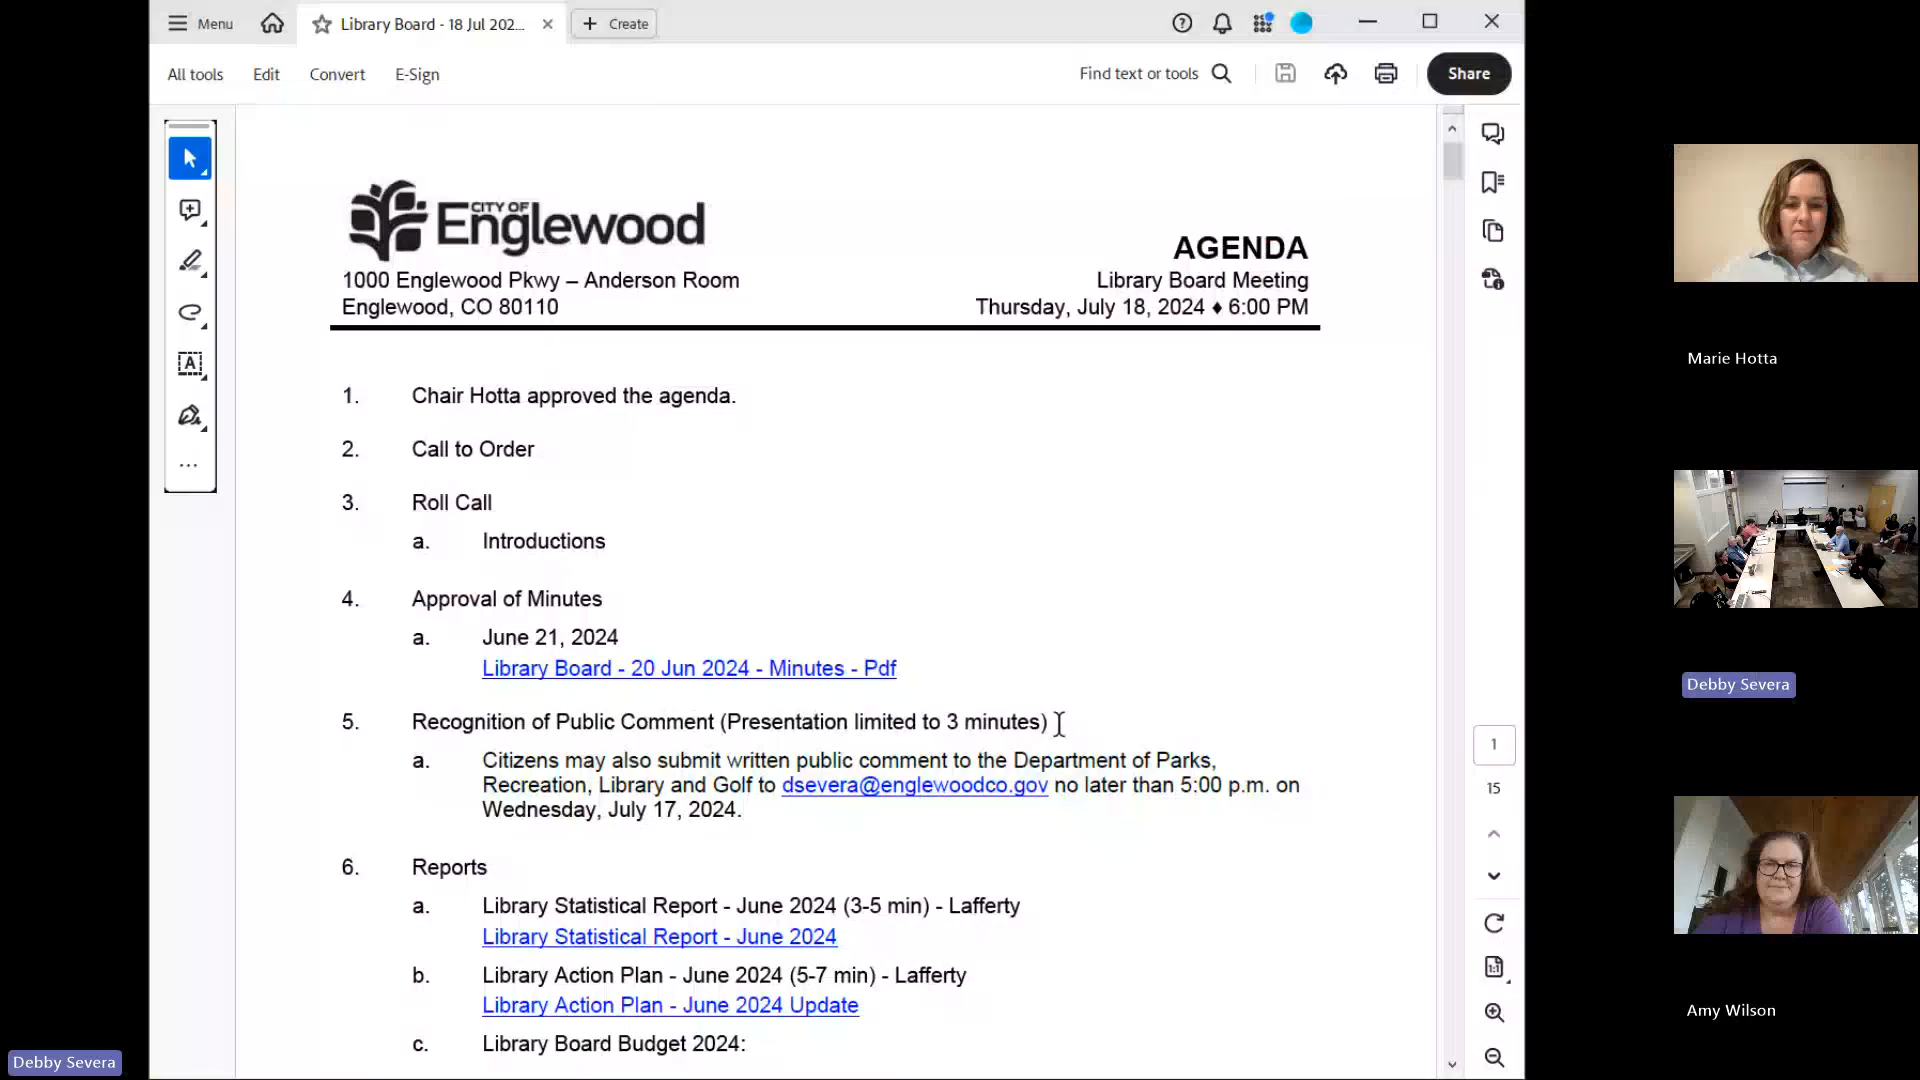 Menu
Library Board - 18 Jul 202...
Create
All tools
Edit
Convert
E-Sign
Find text or tools
Share
CITY OF
Englewood
AGENDA
1000 Englewood Pkwy – Anderson Room
Library Board Meeting
Englewood, CO 80110
Thursday, July 18, 2024 ♦ 6:00 PM
1. Chair Hotta approved the agenda.
2. Call to Order
3. Roll Call
a. Introductions
4. Approval of Minutes
a. June 21, 2024
Library Board - 20 Jun 2024 - Minutes - Pdf
5. Recognition of Public Comment (Presentation limited to 3 minutes)
a. Citizens may also submit written public comment to the Department of Parks,
Recreation, Library and Golf to dsevera@englewoodco.gov no later than 5:00 p.m. on
Wednesday, July 17, 2024.
6. Reports
a. Library Statistical Report - June 2024 (3-5 min) - Lafferty
Library Statistical Report - June 2024
b. Library Action Plan - June 2024 (5-7 min) - Lafferty
Library Action Plan - June 2024 Update
c. Library Board Budget 2024:
1
15
Marie Hotta
Debby Severa
Amy Wilson
Debby Severa